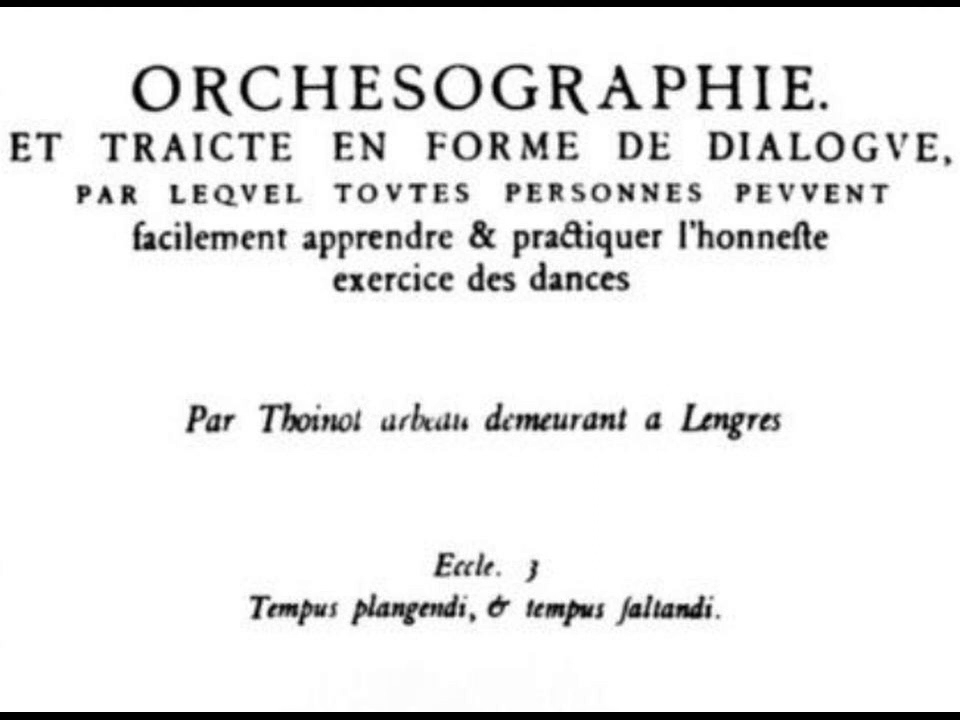 ORCHESOGRAPHIE.
ET TRAICTE EN FORME DE DIALOGVE,
PAR LEQVEL TOVTES PERSONNES PEVVENT
facilement apprendre & practiquer l'honneſte
exercice des dances
Par Thoinot arbeau demeurant a Lengres
Eccle. 3
Tempus plangendi, & tempus ſaltandi.